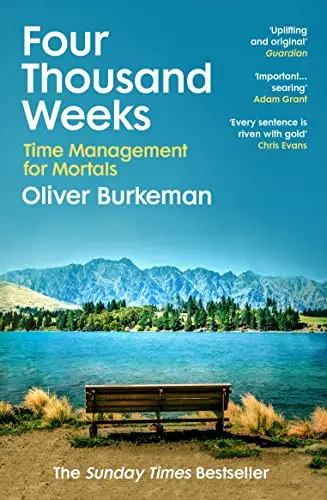 Four
Thousand
Weeks
Time Management
for Mortals
Oliver Burkeman
'Uplifting
and original'
Guardian
'Important...
searing'
Adam Grant
'Every sentence is
riven with gold'
Chris Evans
The Sunday Times Bestseller